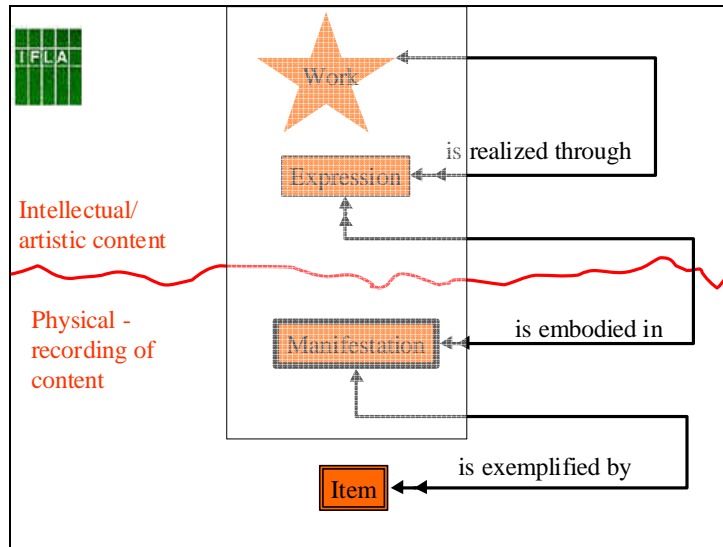 IFLA
Work
is realized through
Expression
Intellectual/
artistic content
Physical -
recording of
content
is embodied in
Manifestation
is exemplified by
Item